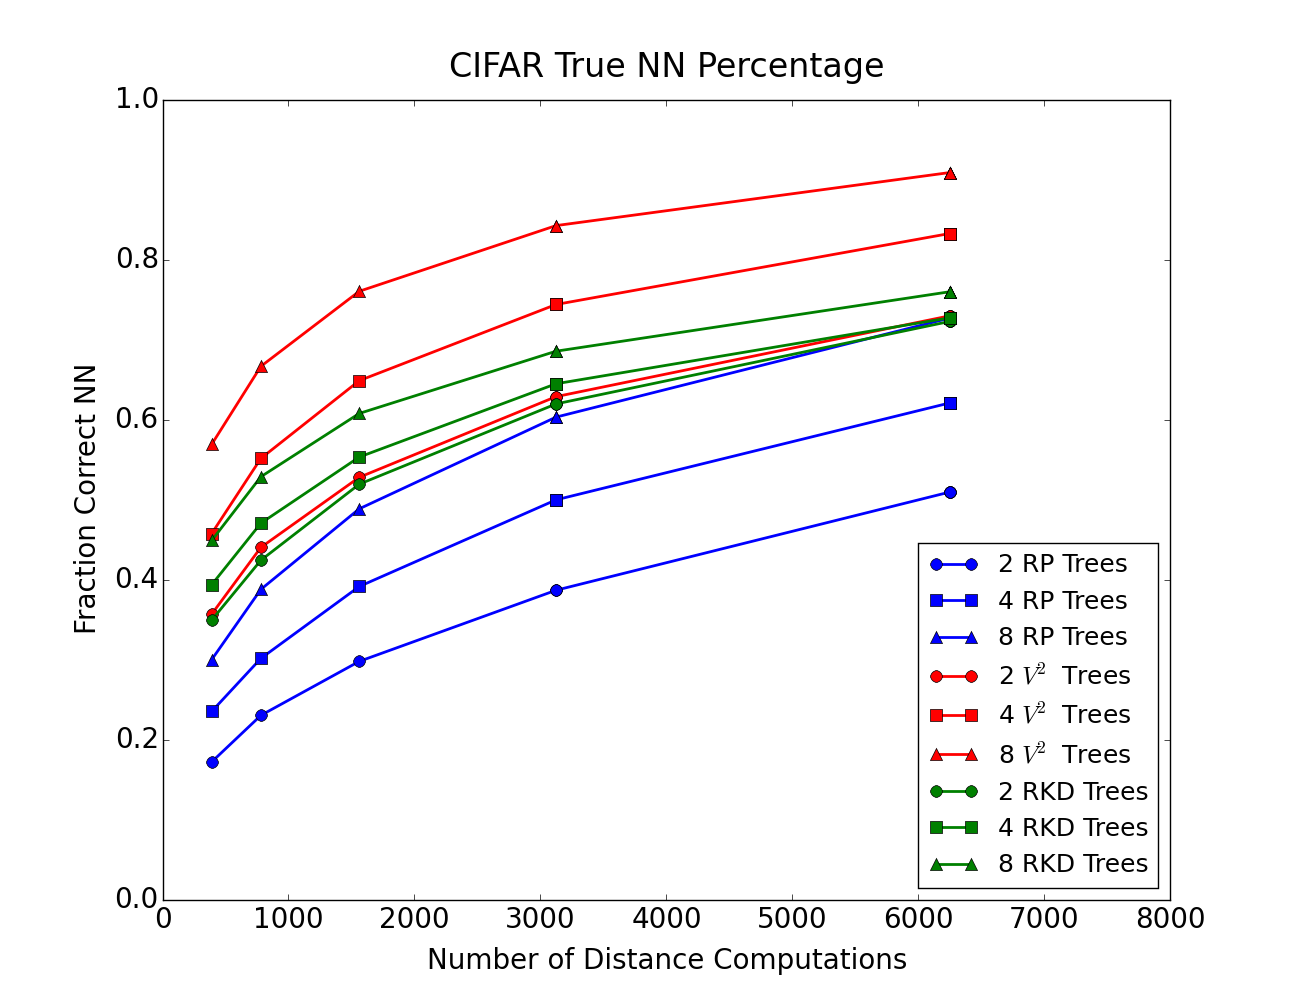 CIFAR True NN Percentage
1.0
0.8
0.6
0.4
0.2
0.0
Fraction Correct NN
0 1000 2000 3000 4000 5000 6000 7000 8000
Number of Distance Computations
2 RP Trees
4 RP Trees
8 RP Trees
2 V² Trees
4 V² Trees
8 V² Trees
2 RKD Trees
4 RKD Trees
8 RKD Trees